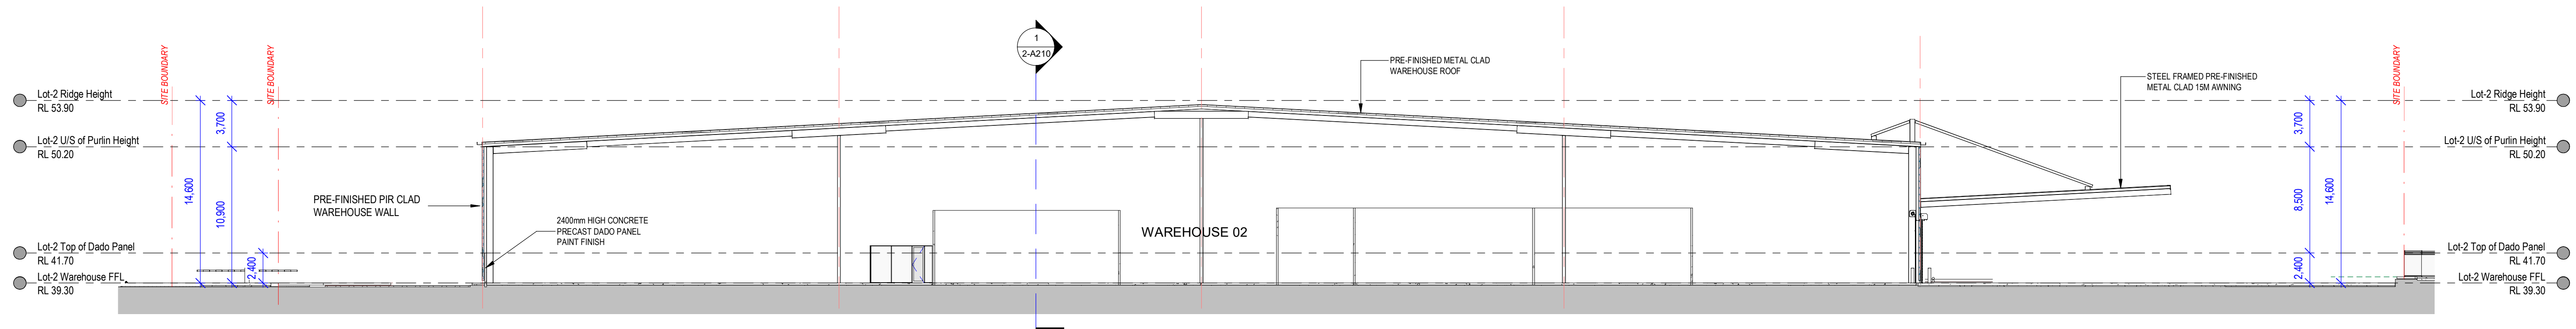 SITE BOUNDARY
SITE BOUNDARY
1
2-A210
PRE-FINISHED METAL CLAD
WAREHOUSE ROOF
STEEL FRAMED PRE-FINISHED
METAL CLAD 15M AWNING
SITE BOUNDARY
Lot-2 Ridge Height
RL 53.90
Lot-2 U/S of Purlin Height
RL 50.20
Lot-2 Top of Dado Panel
RL 41.70
Lot-2 Warehouse FFL
RL 39.30
14,600
3,700
10,900
2,400
PRE-FINISHED PIR CLAD
WAREHOUSE WALL
2400mm HIGH CONCRETE
PRECAST DADO PANEL
PAINT FINISH
WAREHOUSE 02
3,700
8,500
2,400
14,600
Lot-2 Ridge Height
RL 53.90
Lot-2 U/S of Purlin Height
RL 50.20
Lot-2 Top of Dado Panel
RL 41.70
Lot-2 Warehouse FFL
RL 39.30